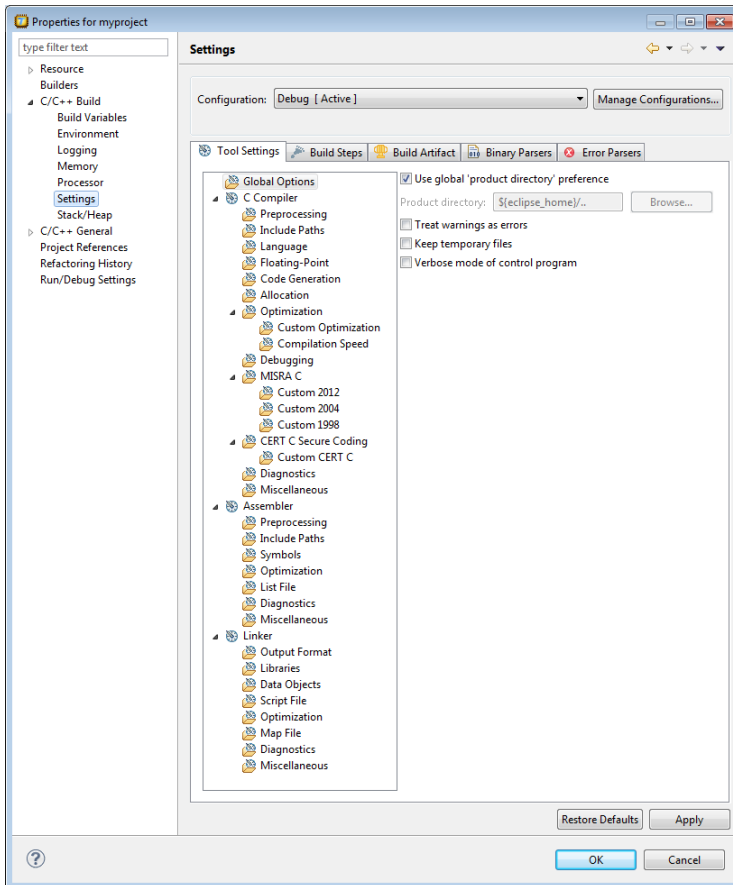 Properties for myproject
type filter text
Resource
Builders
C/C++ Build
Build Variables
Environment
Logging
Memory
Processor
Settings
Stack/Heap
C/C++ General
Project References
Refactoring History
Run/Debug Settings
Settings
Configuration: Debug [ Active ] Manage Configurations...
Tool Settings Build Steps Build Artifact Binary Parsers Error Parsers
Global Options
C Compiler
Preprocessing
Include Paths
Language
Floating-Point
Code Generation
Allocation
Optimization
Custom Optimization
Compilation Speed
Debugging
MISRA C
Custom 2012
Custom 2004
Custom 1998
CERT C Secure Coding
Custom CERT C
Diagnostics
Miscellaneous
Assembler
Preprocessing
Include Paths
Symbols
Optimization
List File
Diagnostics
Miscellaneous
Linker
Output Format
Libraries
Data Objects
Script File
Optimization
Map File
Diagnostics
Miscellaneous
Use global 'product directory' preference
Product directory: ${eclipse_home}/.. Browse...
Treat warnings as errors
Keep temporary files
Verbose mode of control program
Restore Defaults Apply
? OK Cancel